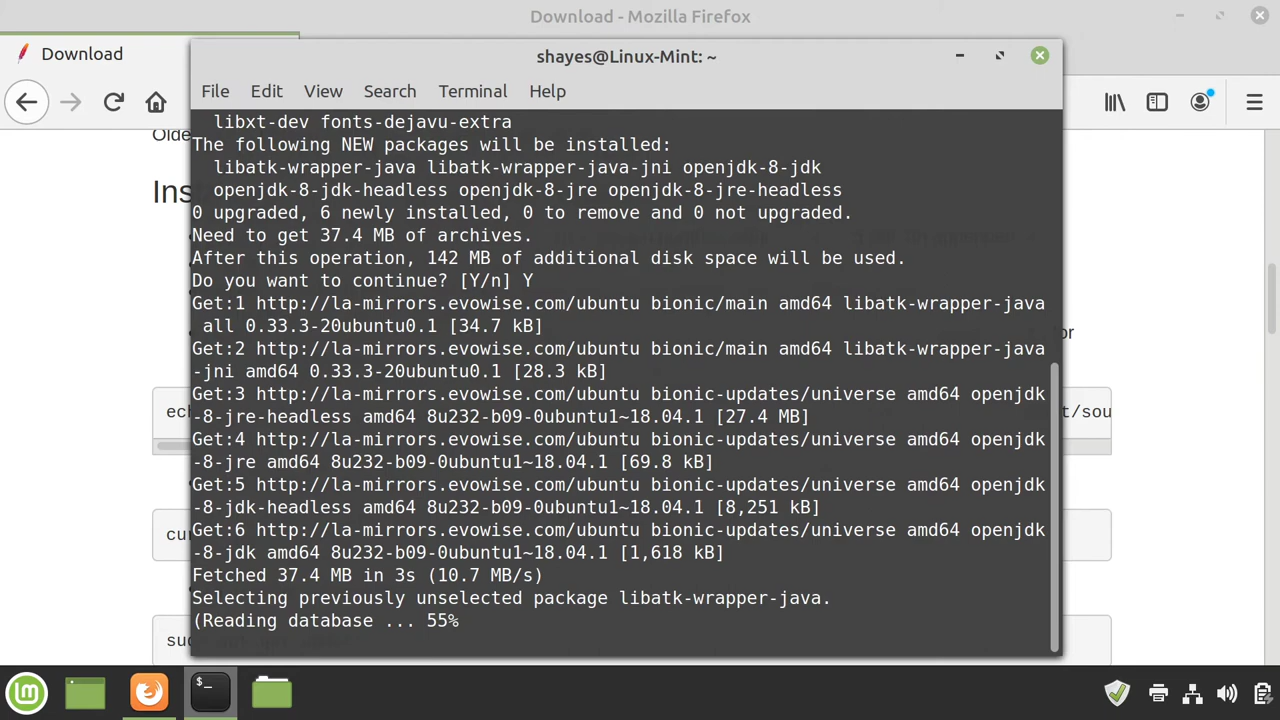 Download - Mozilla Firefox
Download
shayes@Linux-Mint: ~
File Edit View Search Terminal Help
Olde
Inst
libxt-dev fonts-dejavu-extra
The following NEW packages will be installed:
libatk-wrapper-java libatk-wrapper-java-jni openjdk-8-jdk
openjdk-8-jdk-headless openjdk-8-jre openjdk-8-jre-headless
0 upgraded, 6 newly installed, 0 to remove and 0 not upgraded.
Need to get 37.4 MB of archives.
After this operation, 142 MB of additional disk space will be used.
Do you want to continue? [Y/n] Y
Get:1 http://la-mirrors.evowise.com/ubuntu bionic/main amd64 libatk-wrapper-java
all 0.33.3-20ubuntu0.1 [34.7 kB]
for
Get:2 http://la-mirrors.evowise.com/ubuntu bionic/main amd64 libatk-wrapper-java
-jni amd64 0.33.3-20ubuntu0.1 [28.3 kB]
Get:3 http://la-mirrors.evowise.com/ubuntu bionic-updates/universe amd64 openjdk
-8-jre-headless amd64 8u232-b09-0ubuntu1~18.04.1 [27.4 MB]
ech
t/sou
Get:4 http://la-mirrors.evowise.com/ubuntu bionic-updates/universe amd64 openjdk
-8-jre amd64 8u232-b09-0ubuntu1~18.04.1 [69.8 kB]
Get:5 http://la-mirrors.evowise.com/ubuntu bionic-updates/universe amd64 openjdk
-8-jdk-headless amd64 8u232-b09-0ubuntu1~18.04.1 [8,251 kB]
Get:6 http://la-mirrors.evowise.com/ubuntu bionic-updates/universe amd64 openjdk
-8-jdk amd64 8u232-b09-0ubuntu1~18.04.1 [1,618 kB]
cur
Fetched 37.4 MB in 3s (10.7 MB/s)
Selecting previously unselected package libatk-wrapper-java.
(Reading database ... 55%
sud